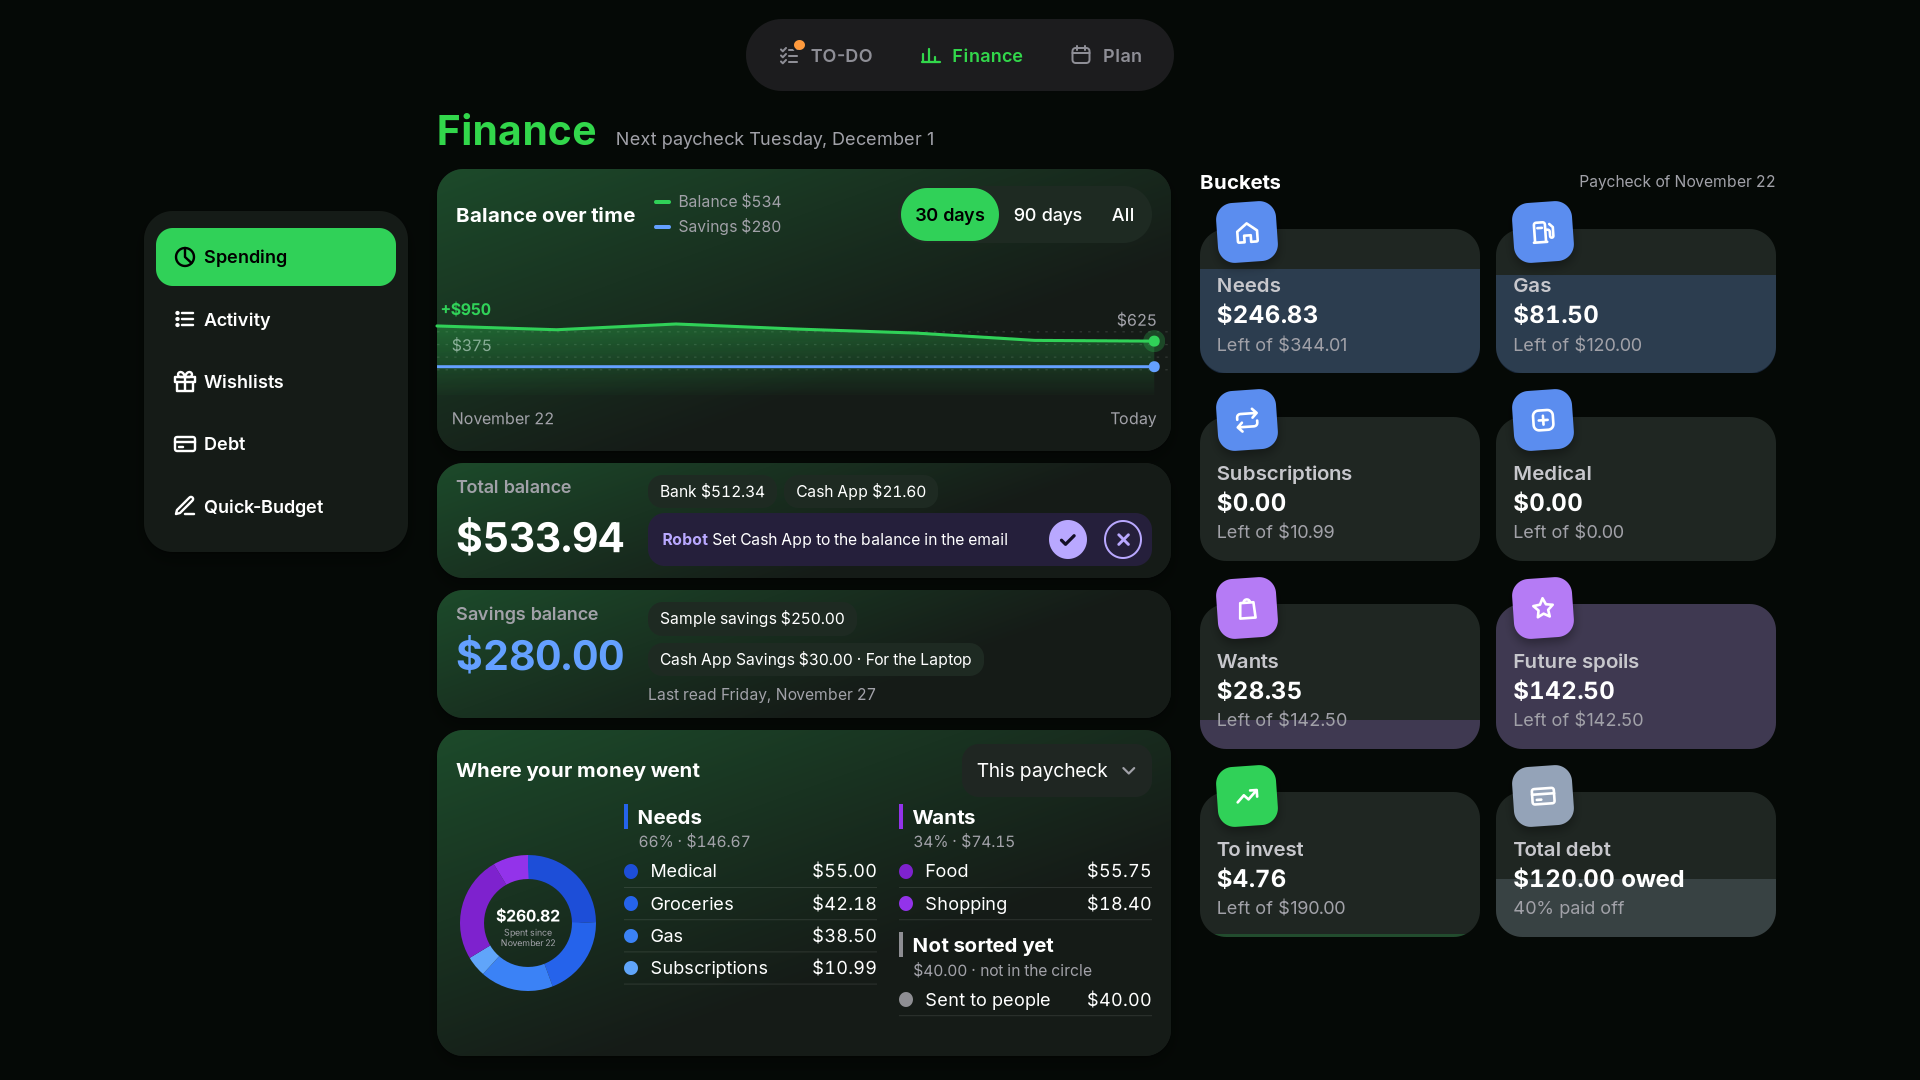 TO-DO
Finance
Plan
Finance
Next paycheck Tuesday, December 1
Spending
Activity
Wishlists
Debt
Quick-Budget
Balance over time
Balance $534
Savings $280
30 days
90 days
All
+$950
$625
$375
November 22
Today
Total balance
$533.94
Bank $512.34
Cash App $21.60
Robot Set Cash App to the balance in the email
Savings balance
$280.00
Sample savings $250.00
Cash App Savings $30.00 · For the Laptop
Last read Friday, November 27
Where your money went
This paycheck
$260.82
Spent since
November 22
Needs
66% · $146.67
Medical $55.00
Groceries $42.18
Gas $38.50
Subscriptions $10.99
Wants
34% · $74.15
Food $55.75
Shopping $18.40
Not sorted yet
$40.00 · not in the circle
Sent to people $40.00
Buckets
Paycheck of November 22
Needs
$246.83
Left of $344.01
Gas
$81.50
Left of $120.00
Subscriptions
$0.00
Left of $10.99
Medical
$0.00
Left of $0.00
Wants
$28.35
Left of $142.50
Future spoils
$142.50
Left of $142.50
To invest
$4.76
Left of $190.00
Total debt
$120.00 owed
40% paid off